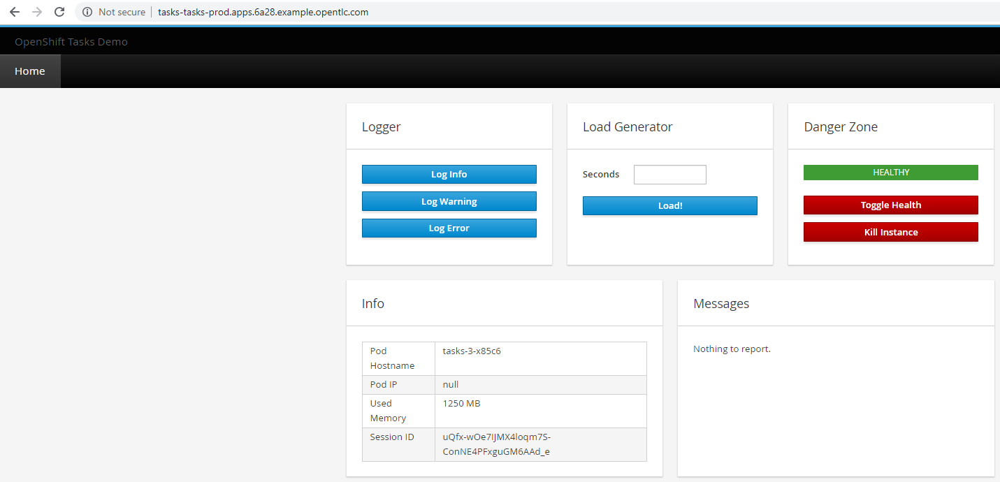 Not secure tasks-tasks-prod.apps.6a28.example.opentlc.com
OpenShift Tasks Demo
Home
Logger
Log Info
Log Warning
Log Error
Load Generator
Seconds
Load!
Danger Zone
HEALTHY
Toggle Health
Kill Instance
Info
Pod
Hostname
tasks-3-x85c6
Pod IP
null
Used
Memory
1250 MB
Session ID
uQfx-wOe7IJMX4loqm7S-
ConNE4PFxguGM6AAd_e
Messages
Nothing to report.